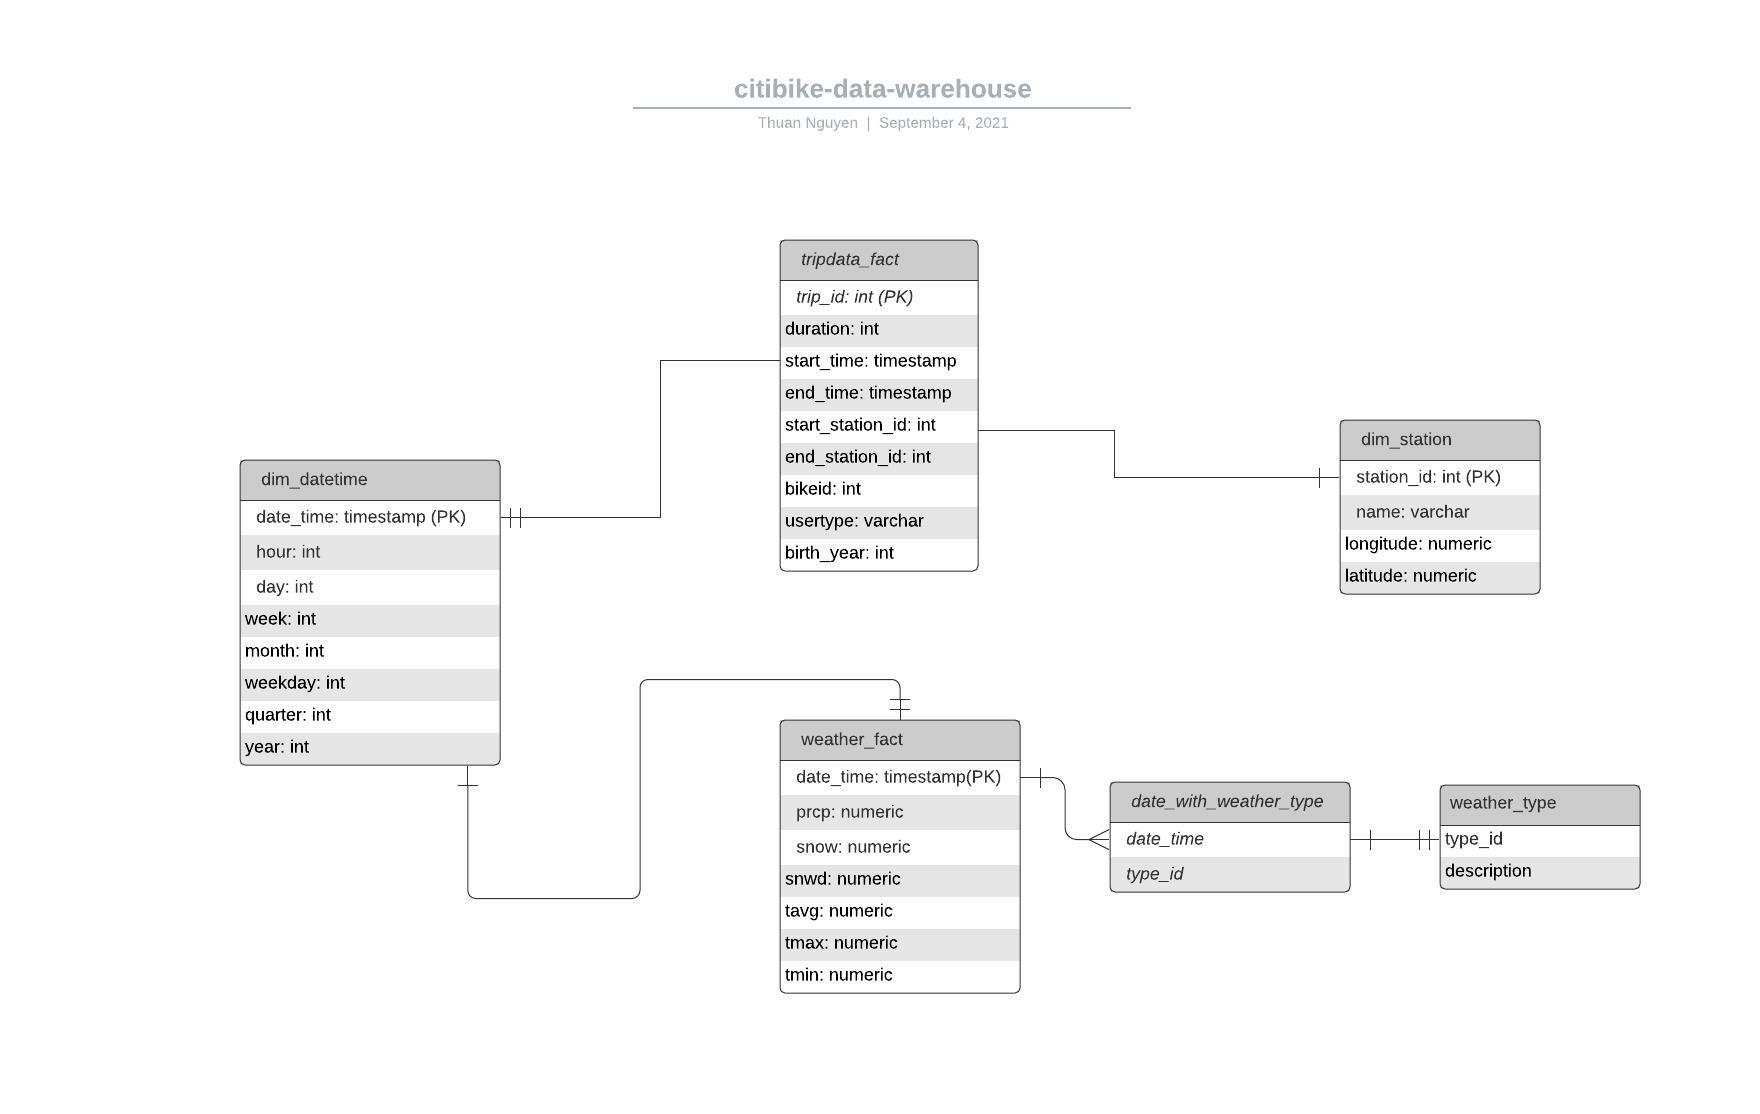 citibike-data-warehouse
Thuan Nguyen | September 4, 2021
tripdata_fact
trip_id: int (PK)
duration: int
start_time: timestamp
end_time: timestamp
start_station_id: int
end_station_id: int
bikeid: int
usertype: varchar
birth_year: int
dim_station
station_id: int (PK)
name: varchar
longitude: numeric
latitude: numeric
dim_datetime
date_time: timestamp (PK)
hour: int
day: int
week: int
month: int
weekday: int
quarter: int
year: int
weather_fact
date_time: timestamp(PK)
prcp: numeric
snow: numeric
snwd: numeric
tavg: numeric
tmax: numeric
tmin: numeric
date_with_weather_type
date_time
type_id
weather_type
type_id
description